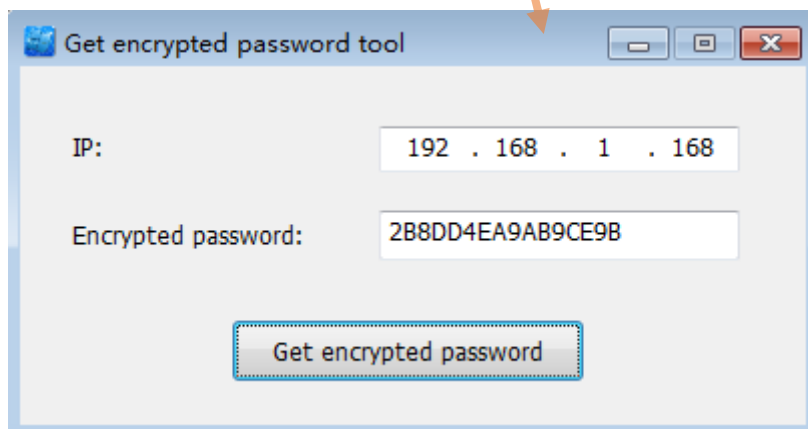 Get encrypted password tool
IP: 192 . 168 . 1 . 168
Encrypted password: 2B8DD4EA9AB9CE9B
Get encrypted password